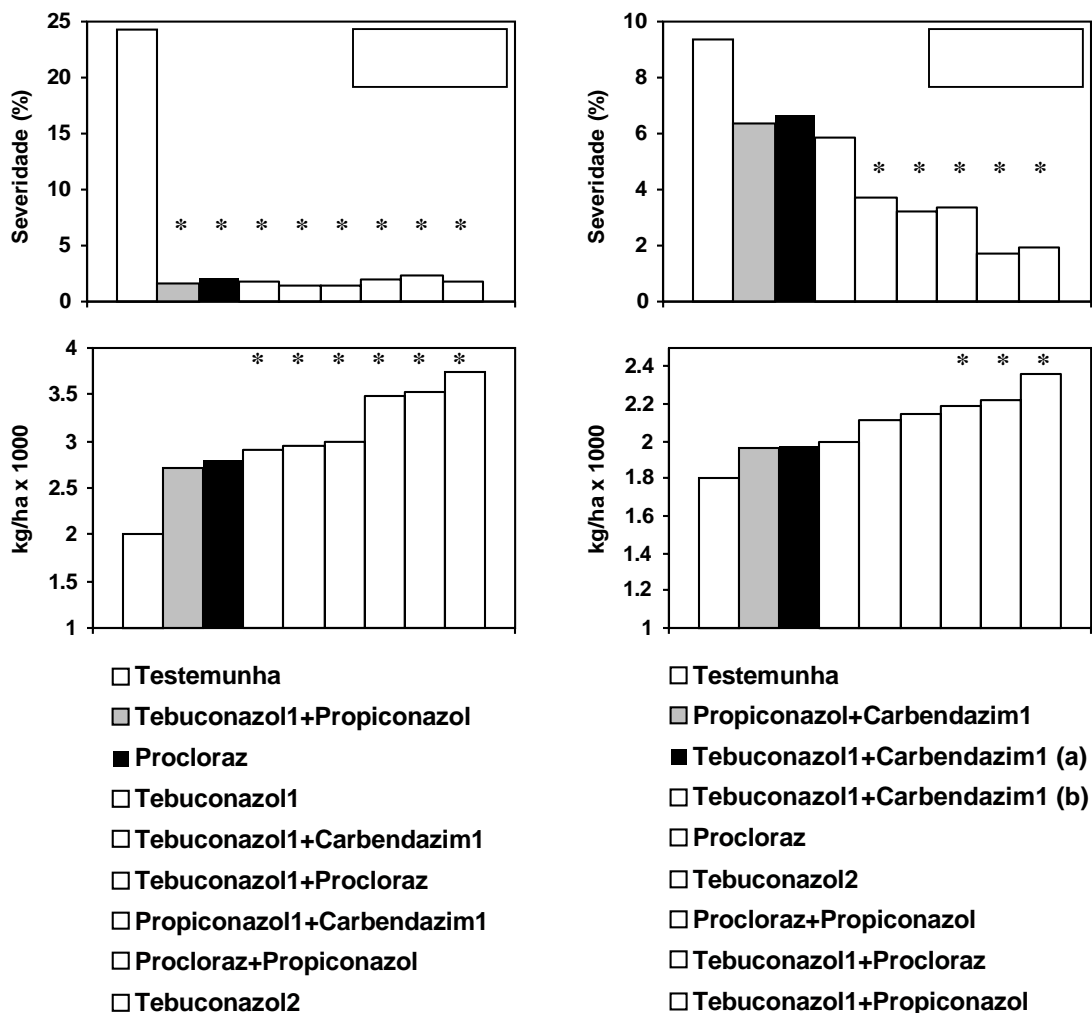 25
20
15
10
5
0
Severidade (%)
* * * * * * * *
10
8
6
4
2
0
Severidade (%)
* * * * *
4
3.5
3
2.5
2
1.5
1
kg/ha x 1000
* * * * * *
2.4
2.2
2
1.8
1.6
1.4
1.2
1
kg/ha x 1000
* * *
Testemunha
Tebuconazol1+Propiconazol
Procloraz
Tebuconazol1
Tebuconazol1+Carbendazim1
Tebuconazol1+Procloraz
Propiconazol1+Carbendazim1
Procloraz+Propiconazol
Tebuconazol2
Testemunha
Propiconazol+Carbendazim1
Tebuconazol1+Carbendazim1 (a)
Tebuconazol1+Carbendazim1 (b)
Procloraz
Tebuconazol2
Procloraz+Propiconazol
Tebuconazol1+Procloraz
Tebuconazol1+Propiconazol